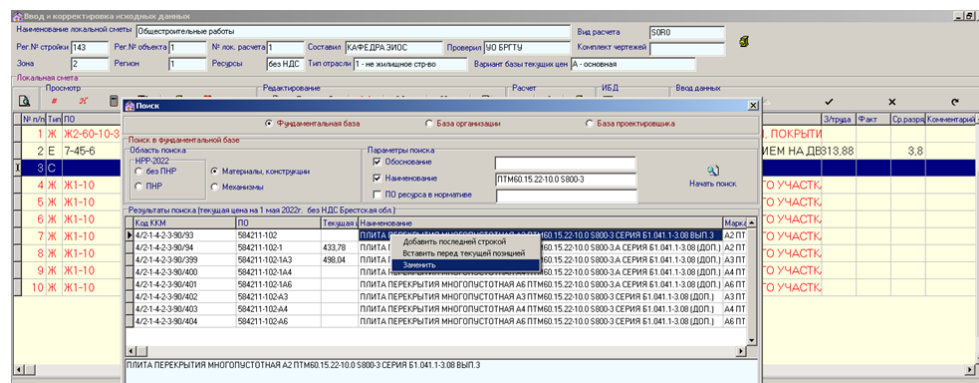 Ввод и корректировка исходных данных
Наименование локальной сметы Общестроительные работы Вид расчета SORO
Рег.№ стройки 143 Рег.№ объекта 1 № лок. расчета 1 Составил КАФЕДРА ЗИОС Проверил УО БРГТУ Комплект чертежей
Зона 2 Регион 1 Ресурсы без НДС Тип отрасли 1 - не жилищное стр-во Вариант базы текущих цен А - основная
Локальная смета
Просмотр Редактирование Расчет ИБД Ввод данных
№ п/п Тип ПО З/труда Факт Ср.разря Комментарий
1 Ж Ж2-60-10-3 П, ПОКРЫТИ
2 Е 7-45-6 ИЕМ НА ДВ 313,88 3,8
3 С
4 Ж Ж1-10 ГО УЧАСТК
5 Ж Ж1-10 ГО УЧАСТК
6 Ж Ж1-10 ГО УЧАСТК
7 Ж Ж1-10 ГО УЧАСТК
8 Ж Ж1-10 ГО УЧАСТК
9 Ж Ж1-10 ГО УЧАСТК
10 Ж Ж1-10 ГО УЧАСТК
Поиск
Фундаментальная база База организации База проектировщика
Поиск в фундаментальной базе
Область поиска Параметры поиска
НРР-2022 Обоснование
без ПНР Материалы, конструкции Наименование ПТМ60.15.22-10.0 S800-3 Начать поиск
ПНР Механизмы ПО ресурса в нормативе
Результаты поиска (текущая цена на 1 мая 2022г. без НДС Брестская обл.)
Код ККМ ПО Текущая Наименование Марка
4/2-1-4-2-3-90/93 584211-102 ПЛИТА ПЕРЕКРЫТИЯ МНОГОПУСТОТНАЯ А2 ПТМ60.15.22-10.0 S800-3 СЕРИЯ Б1.041.1-3.08 ВЫП.3 А2 ПТ
4/2-1-4-2-3-90/94 584211-102-1 433,78 ПЛИТА ПТМ60.15.22-10.0 S800-3.А СЕРИЯ Б1.041.1-3.08 (ДОП.) А2 ПТ
4/2-1-4-2-3-90/399 584211-102-1А3 498,04 ПЛИТА ПТМ60.15.22-10.0 S800-3.А СЕРИЯ Б1.041.1-3.08 (ДОП.) А3 ПТ
4/2-1-4-2-3-90/400 584211-102-1А4 ПЛИТА ПТМ60.15.22-10.0 S800-3.А СЕРИЯ Б1.041.1-3.08 (ДОП.) А4 ПТ
4/2-1-4-2-3-90/401 584211-102-1А6 ПЛИТА ПЕРЕКРЫТИЯ МНОГОПУСТОТНАЯ А6 ПТМ60.15.22-10.0 S800-3.А СЕРИЯ Б1.041.1-3.08 (ДОП.) А6 ПТ
4/2-1-4-2-3-90/402 584211-102-А3 ПЛИТА ПЕРЕКРЫТИЯ МНОГОПУСТОТНАЯ А3 ПТМ60.15.22-10.0 S800-3 СЕРИЯ Б1.041.1-3.08 (ДОП.) А3 ПТ
4/2-1-4-2-3-90/403 584211-102-А4 ПЛИТА ПЕРЕКРЫТИЯ МНОГОПУСТОТНАЯ А4 ПТМ60.15.22-10.0 S800-3 СЕРИЯ Б1.041.1-3.08 (ДОП.) А4 ПТ
4/2-1-4-2-3-90/404 584211-102-А6 ПЛИТА ПЕРЕКРЫТИЯ МНОГОПУСТОТНАЯ А6 ПТМ60.15.22-10.0 S800-3 СЕРИЯ Б1.041.1-3.08 (ДОП.) А6 ПТ
Добавить последней строкой
Вставить перед текущей позицией
Заменить
ПЛИТА ПЕРЕКРЫТИЯ МНОГОПУСТОТНАЯ А2 ПТМ60.15.22-10.0 S800-3 СЕРИЯ Б1.041.1-3.08 ВЫП.3